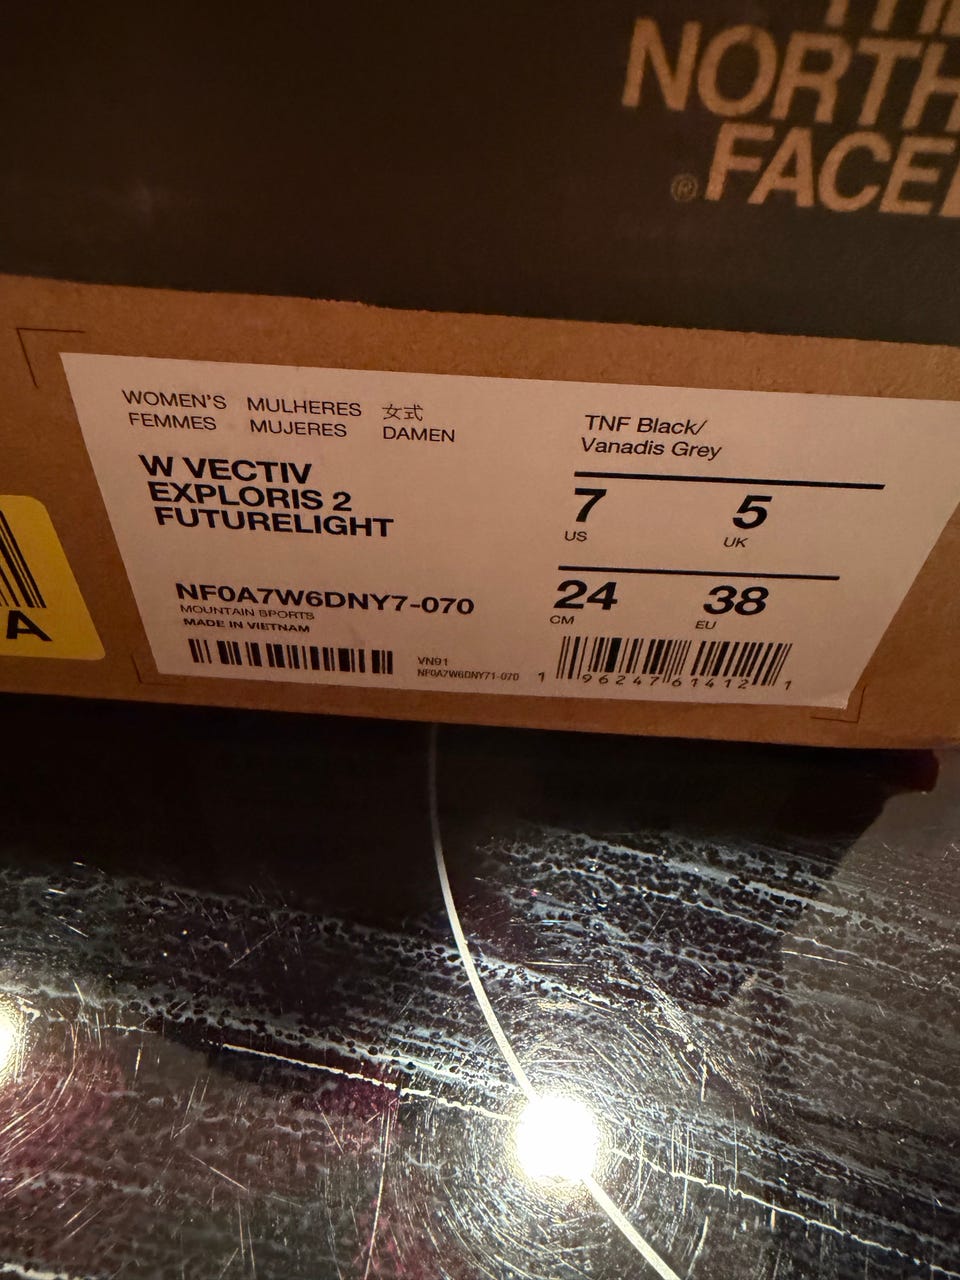 NORTH
FACE
®
WOMEN'S MULHERES 女式
FEMMES MUJERES DAMEN
W VECTIV
EXPLORIS 2
FUTURELIGHT
NF0A7W6DNY7-070
MOUNTAIN SPORTS
MADE IN VIETNAM
VN91
NF0A7W6DNY71-070
TNF Black/
Vanadis Grey
7 5
US UK
24 38
CM EU
1 96247 61412 1
A